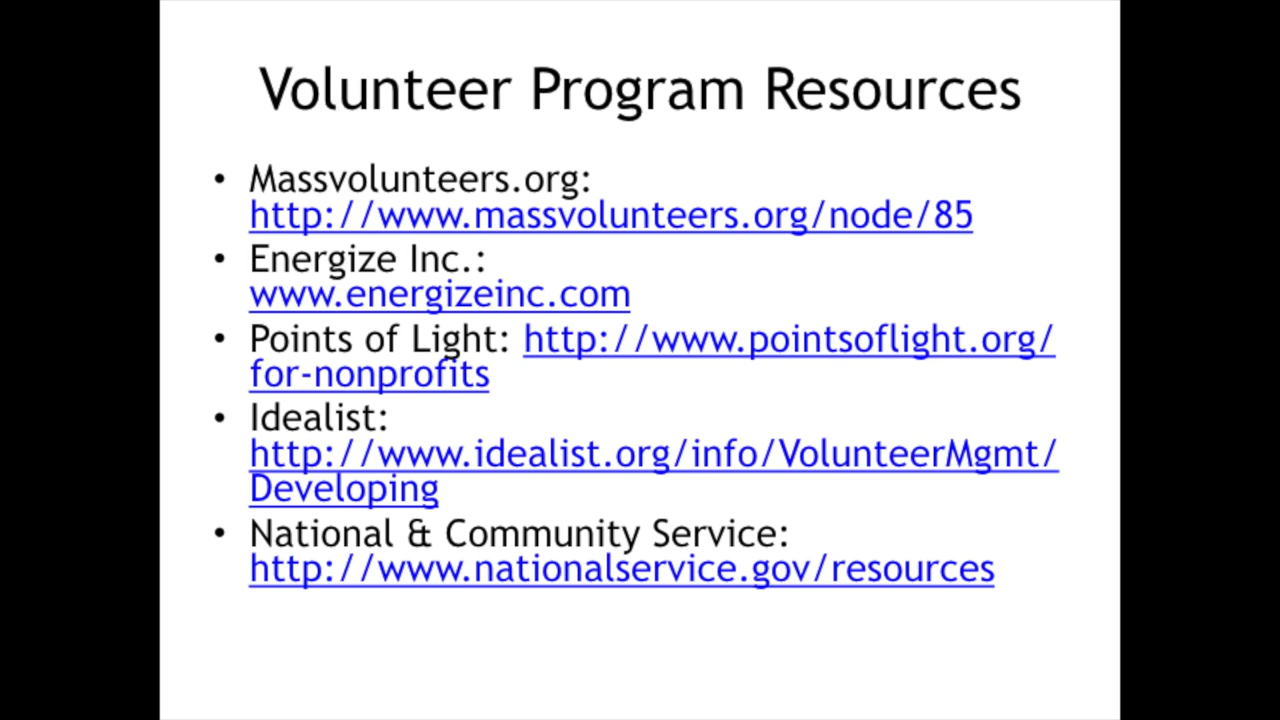 Volunteer Program Resources
• Massvolunteers.org:
http://www.massvolunteers.org/node/85
• Energize Inc.:
www.energizeinc.com
• Points of Light: http://www.pointsoflight.org/
for-nonprofits
• Idealist:
http://www.idealist.org/info/VolunteerMgmt/
Developing
• National & Community Service:
http://www.nationalservice.gov/resources